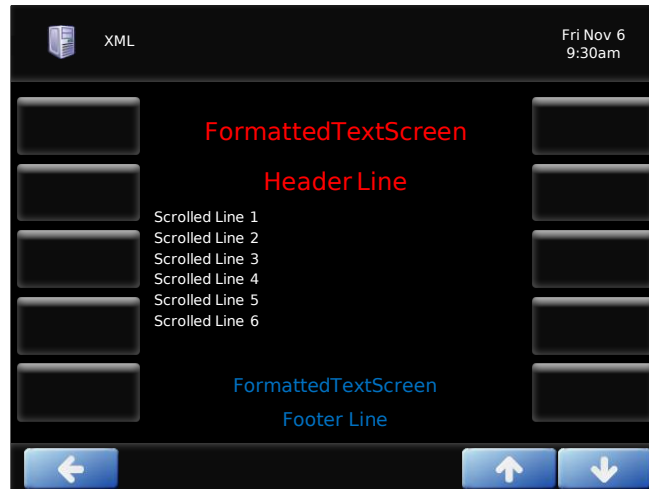 XML
Fri Nov 6
9:30am
FormattedTextScreen
Header Line
Scrolled Line 1
Scrolled Line 2
Scrolled Line 3
Scrolled Line 4
Scrolled Line 5
Scrolled Line 6
FormattedTextScreen
Footer Line